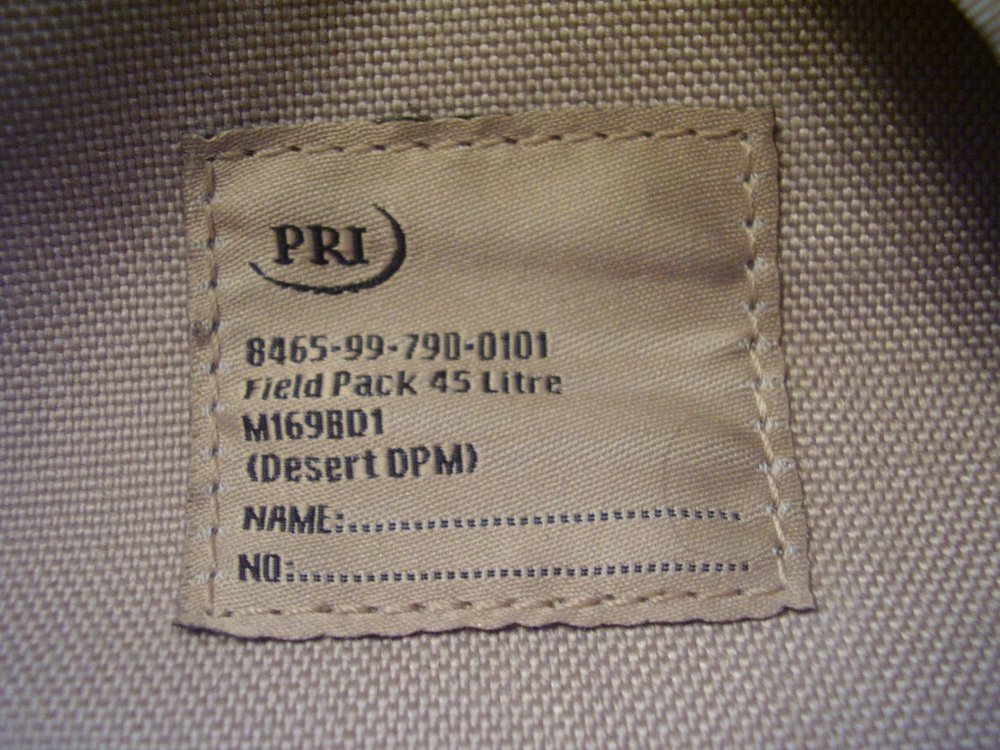 PRI
8465-99-790-0101
Field Pack 45 Litre
M169BD1
(Desert DPM)
NAME:..............................
NO:..................................